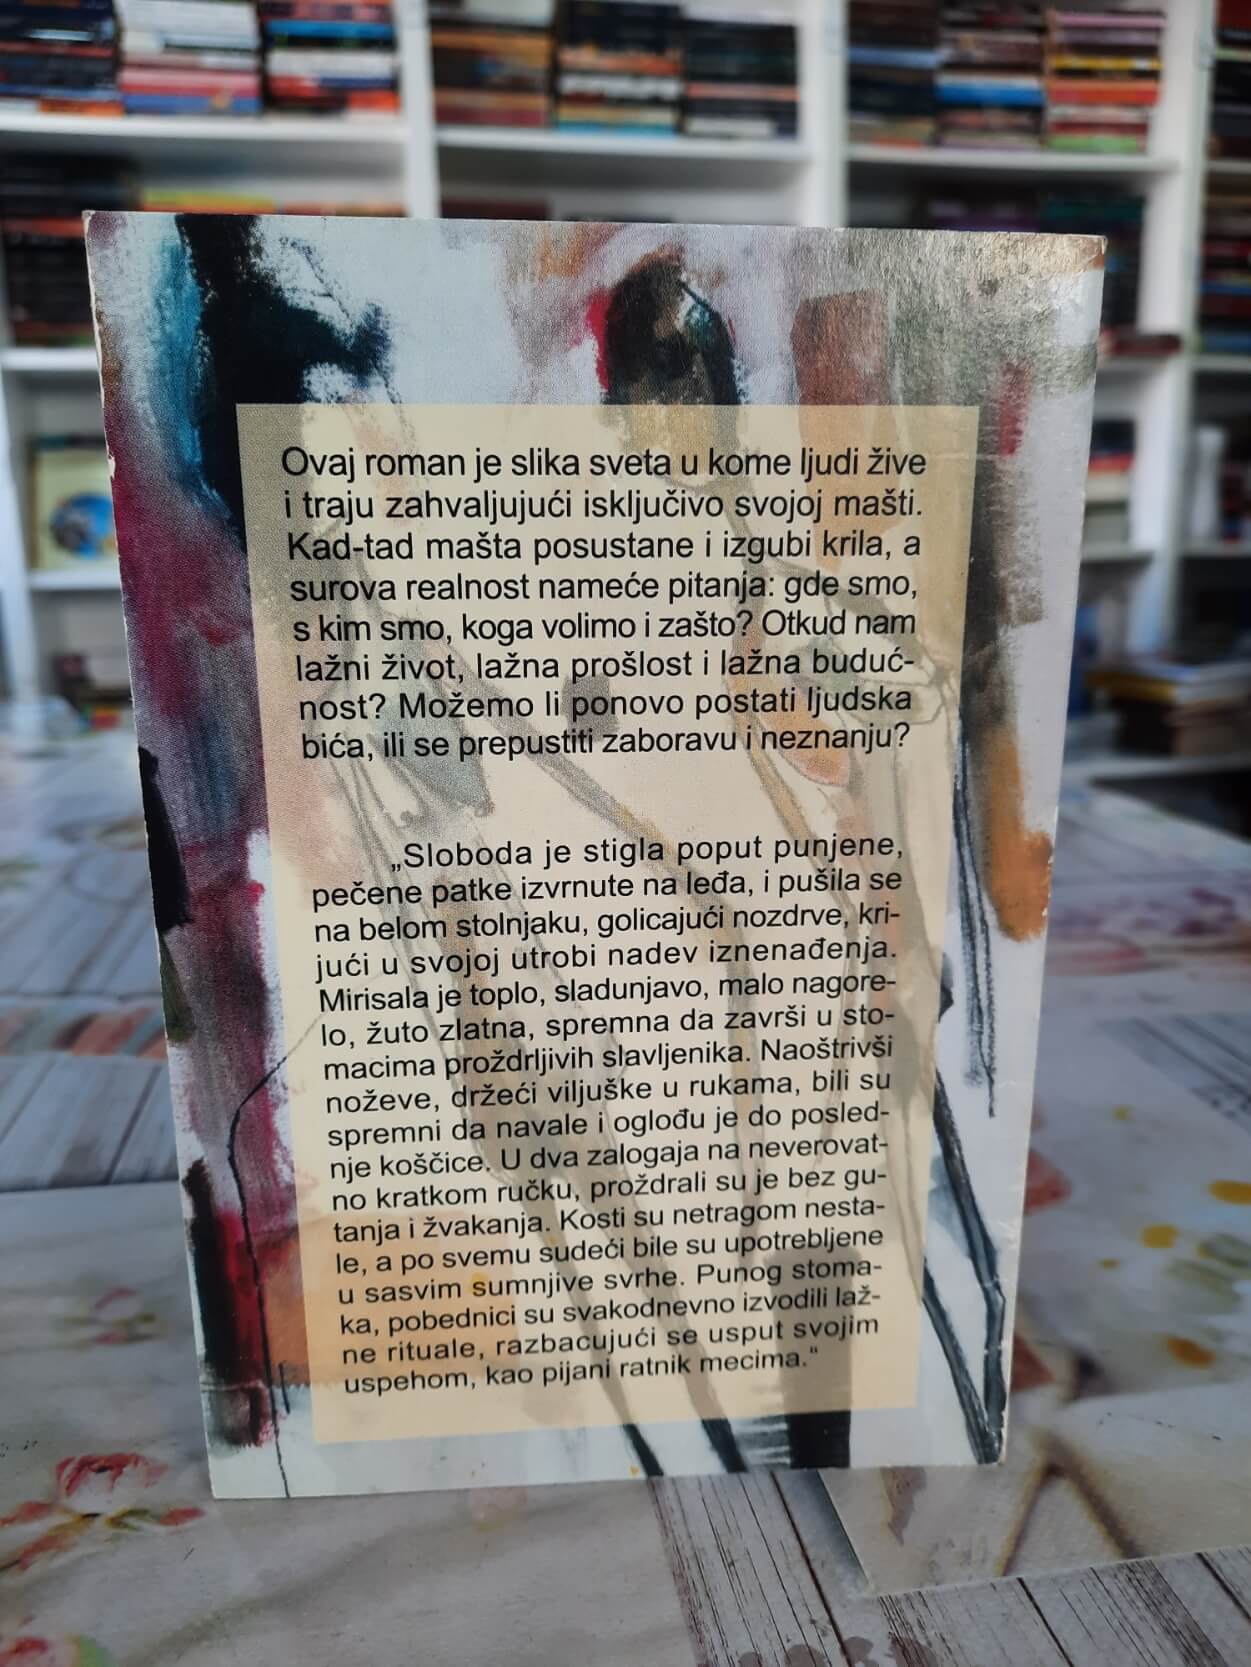 Ovaj roman je slika sveta u kome ljudi žive
i traju zahvaljujući isključivo svojoj mašti.
Kad-tad mašta posustane i izgubi krila, a
surova realnost nameće pitanja: gde smo,
s kim smo, koga volimo i zašto? Otkud nam
lažni život, lažna prošlost i lažna buduć-
nost? Možemo li ponovo postati ljudska
bića, ili se prepustiti zaboravu i neznanju?
„Sloboda je stigla poput punjene,
pečene patke izvrnute na leđa, i pušila se
na belom stolnjaku, golicajući nozdrve, kri-
jući u svojoj utrobi nadev iznenađenja.
Mirisala je toplo, sladunjavo, malo nagore-
lo, žuto zlatna, spremna da završi u sto-
macima proždrljivih slavljenika. Naoštrivši
noževe, držeći viljuške u rukama, bili su
spremni da navale i oglođu je do posled-
nje koščice. U dva zalogaja na neverovat-
no kratkom ručku, proždrali su je bez gu-
tanja i žvakanja. Kosti su netragom nesta-
le, a po svemu sudeći bile su upotrebljene
u sasvim sumnjive svrhe. Punog stoma-
ka, pobednici su svakodnevno izvodili laž-
ne rituale, razbacujući se usput svojim
uspehom, kao pijani ratnik mecima.“